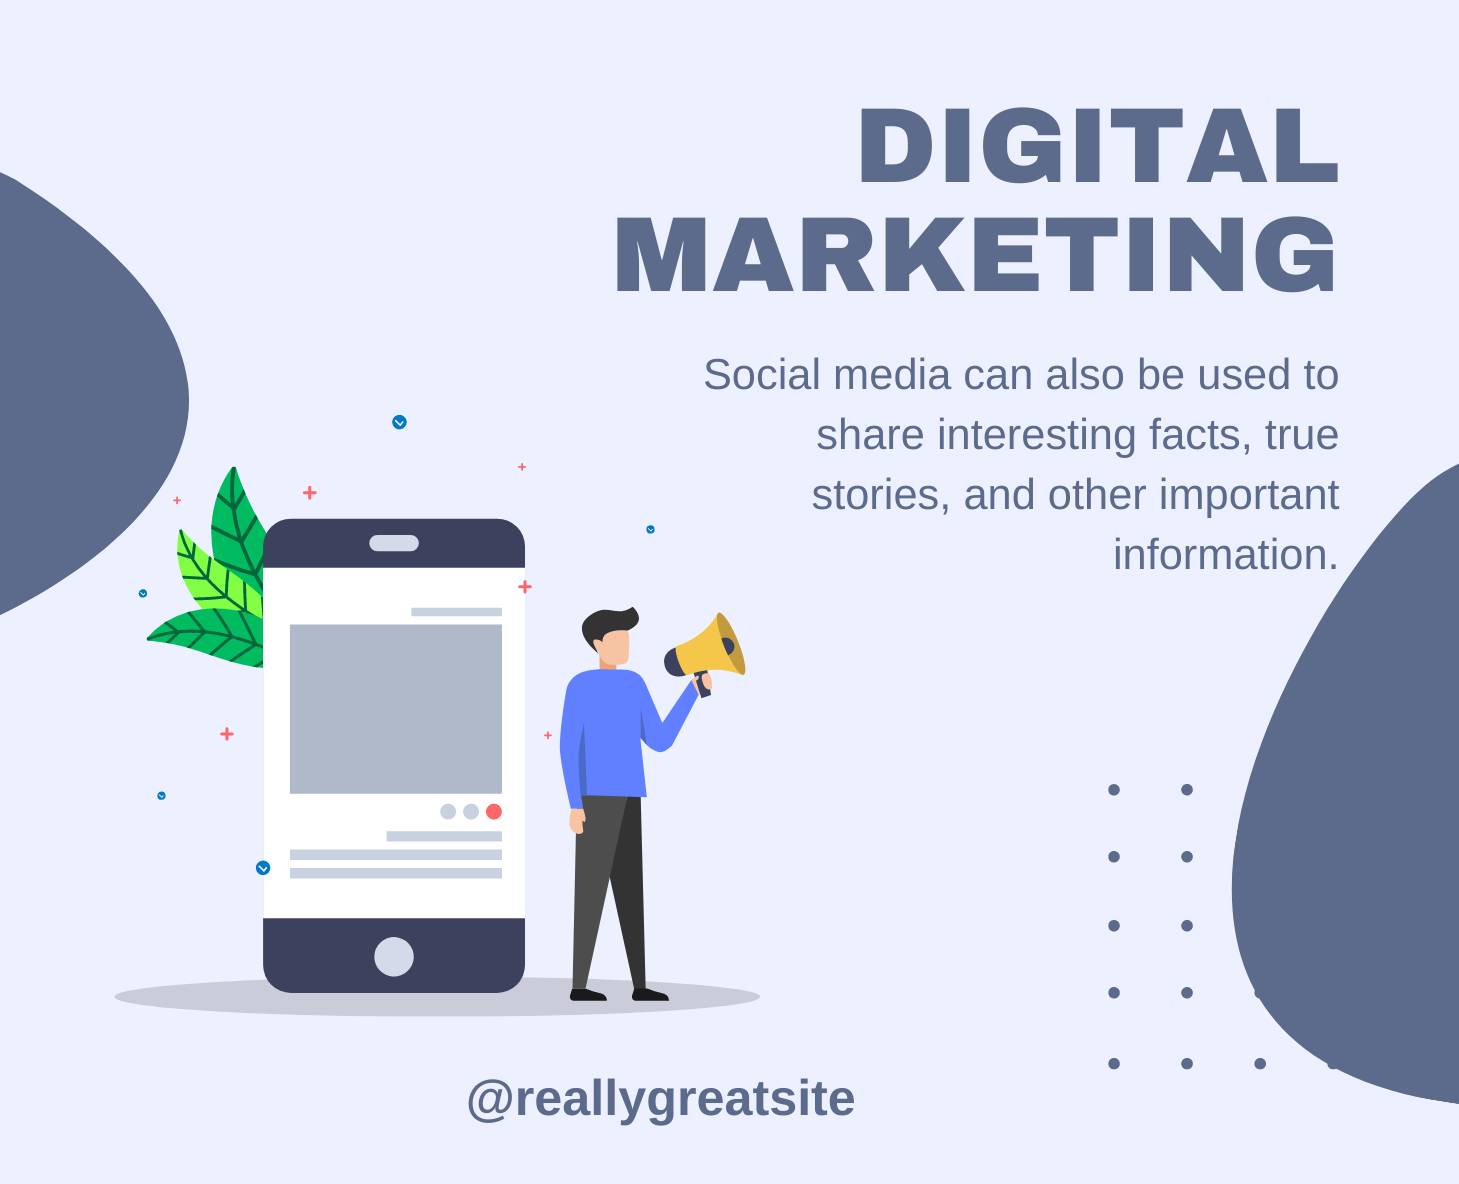 DIGITAL
MARKETING
Social media can also be used to
share interesting facts, true
stories, and other important
information.
@reallygreatsite